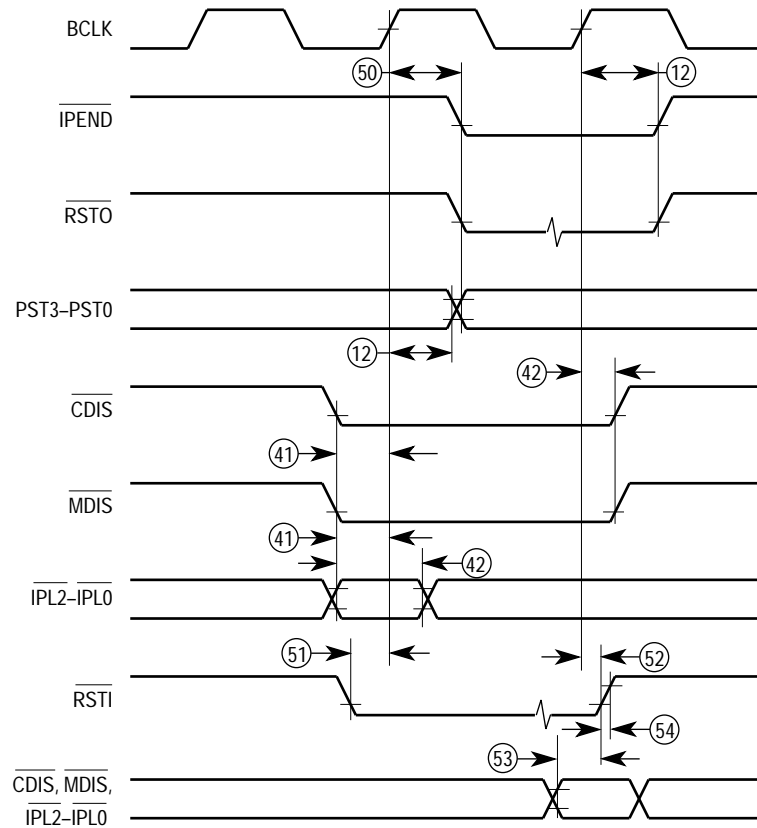 BCLK
50
12
IPEND
RSTO
PST3–PST0
12
42
CDIS
41
MDIS
41
42
IPL2–IPL0
51
52
RSTI
54
53
CDIS, MDIS,
IPL2–IPL0